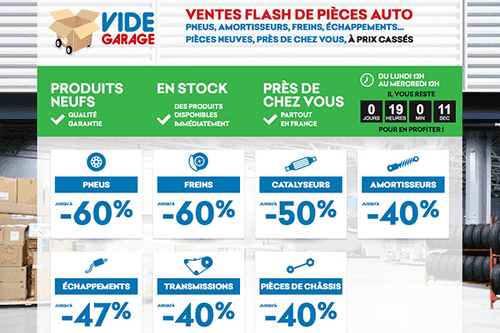 VIDE
GARAGE
VENTES FLASH DE PIÈCES AUTO
PNEUS, AMORTISSEURS, FREINS, ÉCHAPPEMENTS...
PIÈCES NEUVES, PRÈS DE CHEZ VOUS, À PRIX CASSÉS
PRODUITS
NEUFS
QUALITÉ
GARANTIE
EN STOCK
DES PRODUITS
DISPONIBLES
IMMÉDIATEMENT
PRÈS DE
CHEZ VOUS
PARTOUT
EN FRANCE
DU LUNDI 12H
AU MERCREDI 12H
IL VOUS RESTE
0 19 0 11
JOURS HEURES MIN SEC
POUR EN PROFITER !
PNEUS
JUSQU'À
-60%
FREINS
JUSQU'À
-60%
CATALYSEURS
JUSQU'À
-50%
AMORTISSEURS
JUSQU'À
-40%
ÉCHAPPEMENTS
JUSQU'À
-47%
TRANSMISSIONS
JUSQU'À
-40%
PIÈCES DE CHÂSSIS
JUSQU'À
-40%